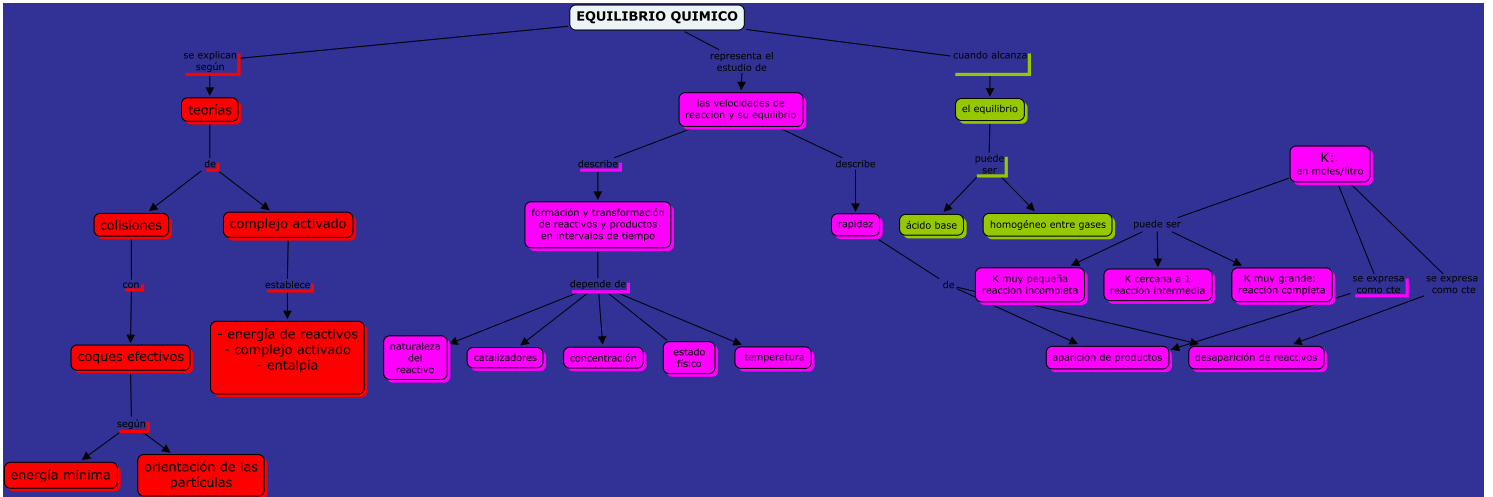 EQUILIBRIO QUIMICO
se explican
según
representa el
estudio de
cuando alcanza
teorías
las velocidades de
reaccion y su equilibrio
el equilibrio
de
describe
describe
puede
ser
K:
en moles/litro
colisiones
complejo activado
formación y transformación
de reactivos y productos
en intervalos de tiempo
rapidez
ácido base
homogéneo entre gases
puede ser
con
establece
depende de
de
K muy pequeña
reaccion incompleta
K cercana a 1
reacción intermedia
K muy grande:
reacción completa
se expresa
como cte
se expresa
como cte
- energía de reactivos
- complejo activado
- entalpía
coques efectivos
naturaleza
del
reactivo
catalizadores
concentración
estado
físico
temperatura
aparición de productos
desaparición de reactivos
según
energía minima
orientación de las
partículas